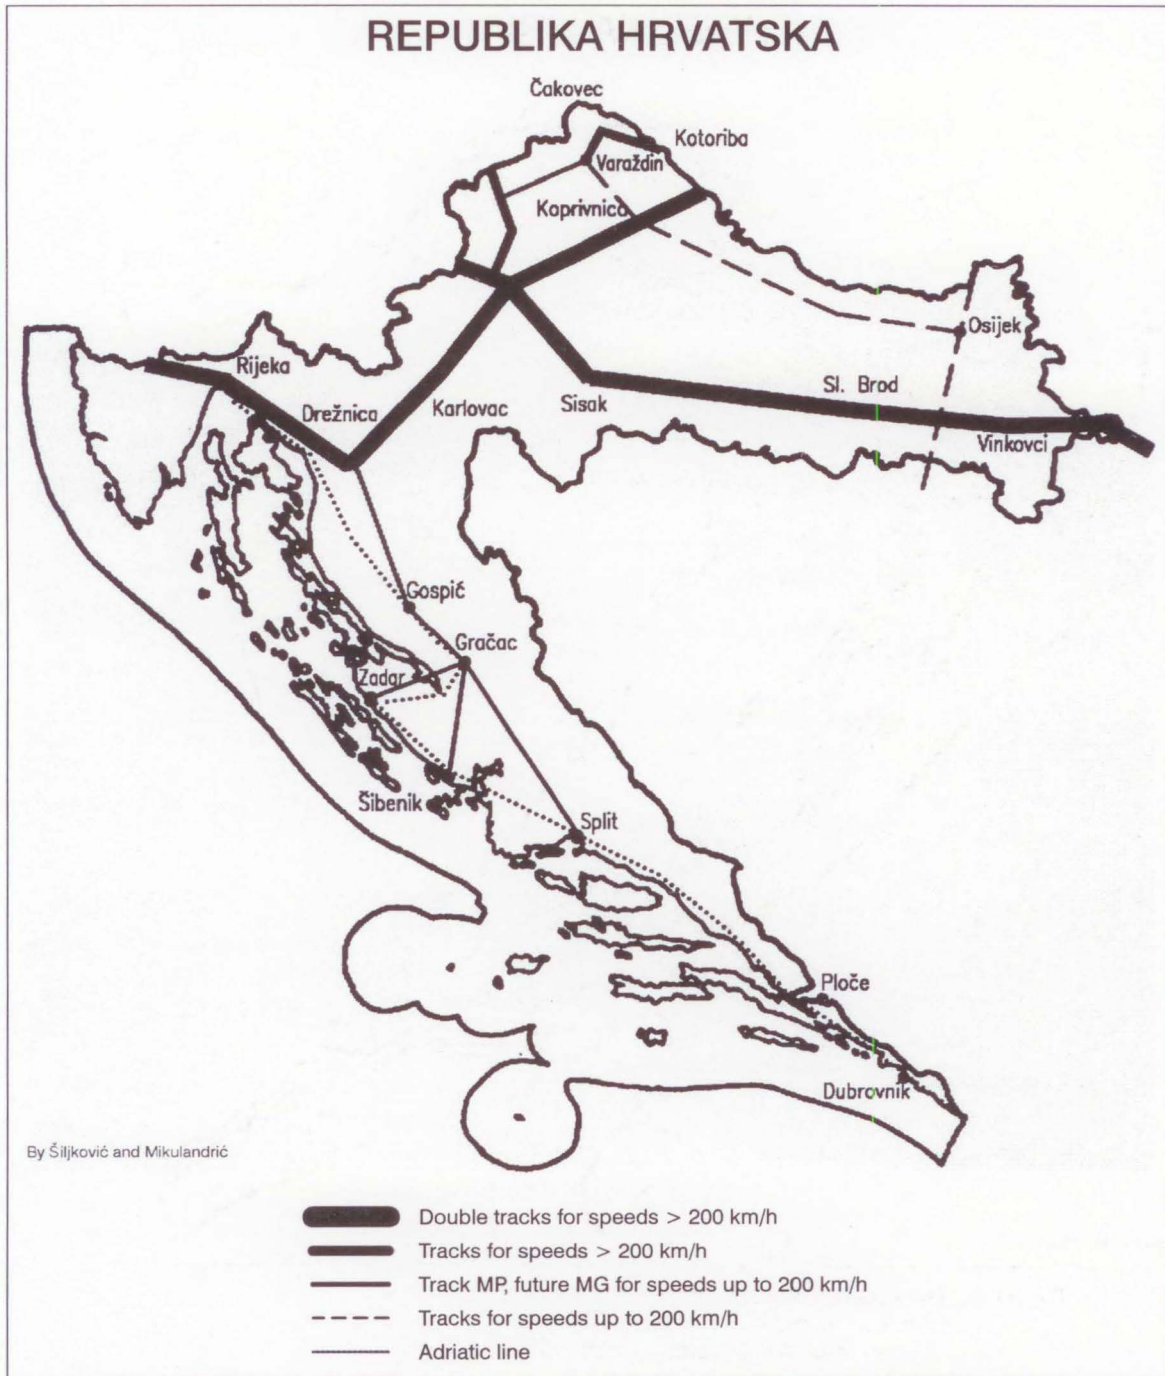 REPUBLIKA HRVATSKA
Čakovec
Kotoriba
Varaždin
Koprivnica
Osijek
Rijeka
Sl. Brod
Drežnica
Karlovac
Sisak
Vinkovci
Gospić
Gračac
Zadar
Šibenik
Split
Ploče
Dubrovnik
By Šiljković and Mikulandrić
Double tracks for speeds > 200 km/h
Tracks for speeds > 200 km/h
Track MP, future MG for speeds up to 200 km/h
Tracks for speeds up to 200 km/h
Adriatic line